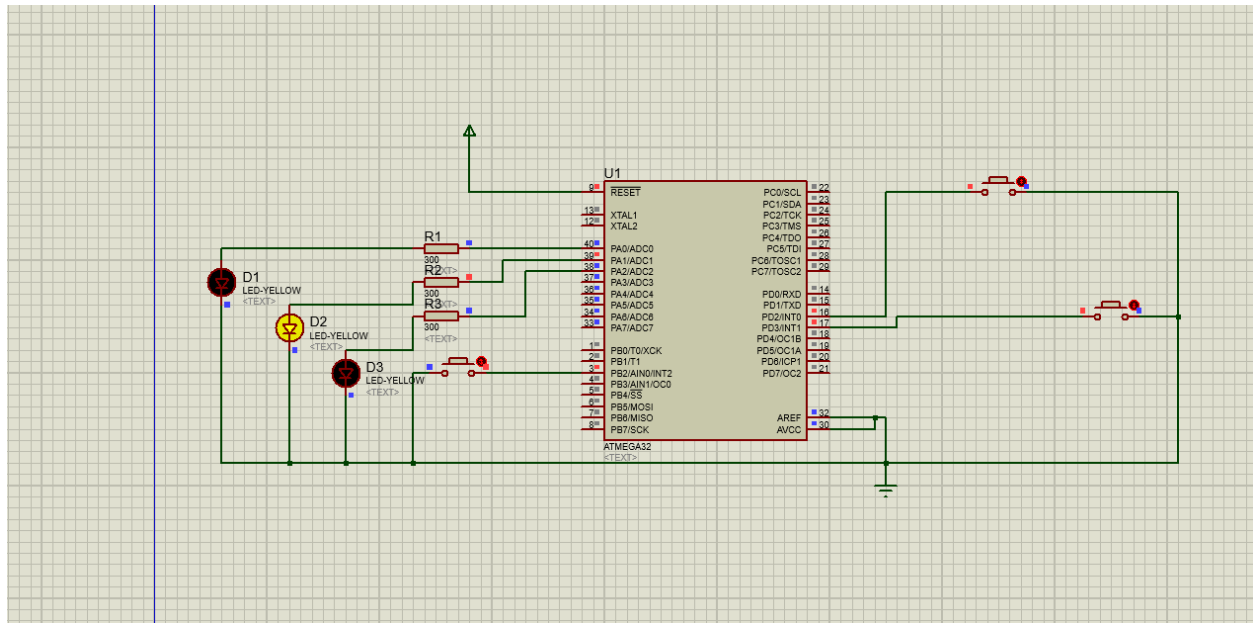 U1
9
RESET
13
XTAL1
12
XTAL2
40
PA0/ADC0
39
PA1/ADC1
38
PA2/ADC2
37
PA3/ADC3
36
PA4/ADC4
35
PA5/ADC5
34
PA6/ADC6
33
PA7/ADC7
1
PB0/T0/XCK
2
PB1/T1
3
PB2/AIN0/INT2
4
PB3/AIN1/OC0
5
PB4/SS
6
PB5/MOSI
7
PB6/MISO
8
PB7/SCK
PC0/SCL
22
PC1/SDA
23
PC2/TCK
24
PC3/TMS
25
PC4/TDO
26
PC5/TDI
27
PC6/TOSC1
28
PC7/TOSC2
29
PD0/RXD
14
PD1/TXD
15
PD2/INT0
16
PD3/INT1
17
PD4/OC1B
18
PD5/OC1A
19
PD6/ICP1
20
PD7/OC2
21
AREF
32
AVCC
30
ATMEGA32
<TEXT>
R1
300
<TEXT>
R2
300
<TEXT>
R3
300
<TEXT>
D1
LED-YELLOW
<TEXT>
D2
LED-YELLOW
<TEXT>
D3
LED-YELLOW
<TEXT>